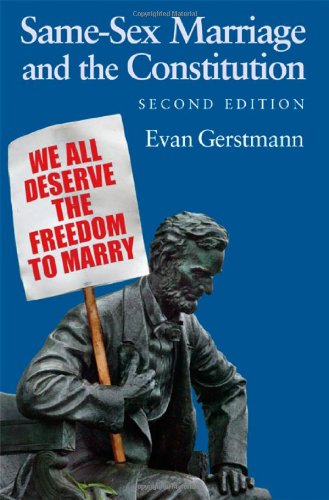 Same-Sex Marriage
and the Constitution
SECOND EDITION
Evan Gerstmann
WE ALL
DESERVE
THE
FREEDOM
TO MARRY